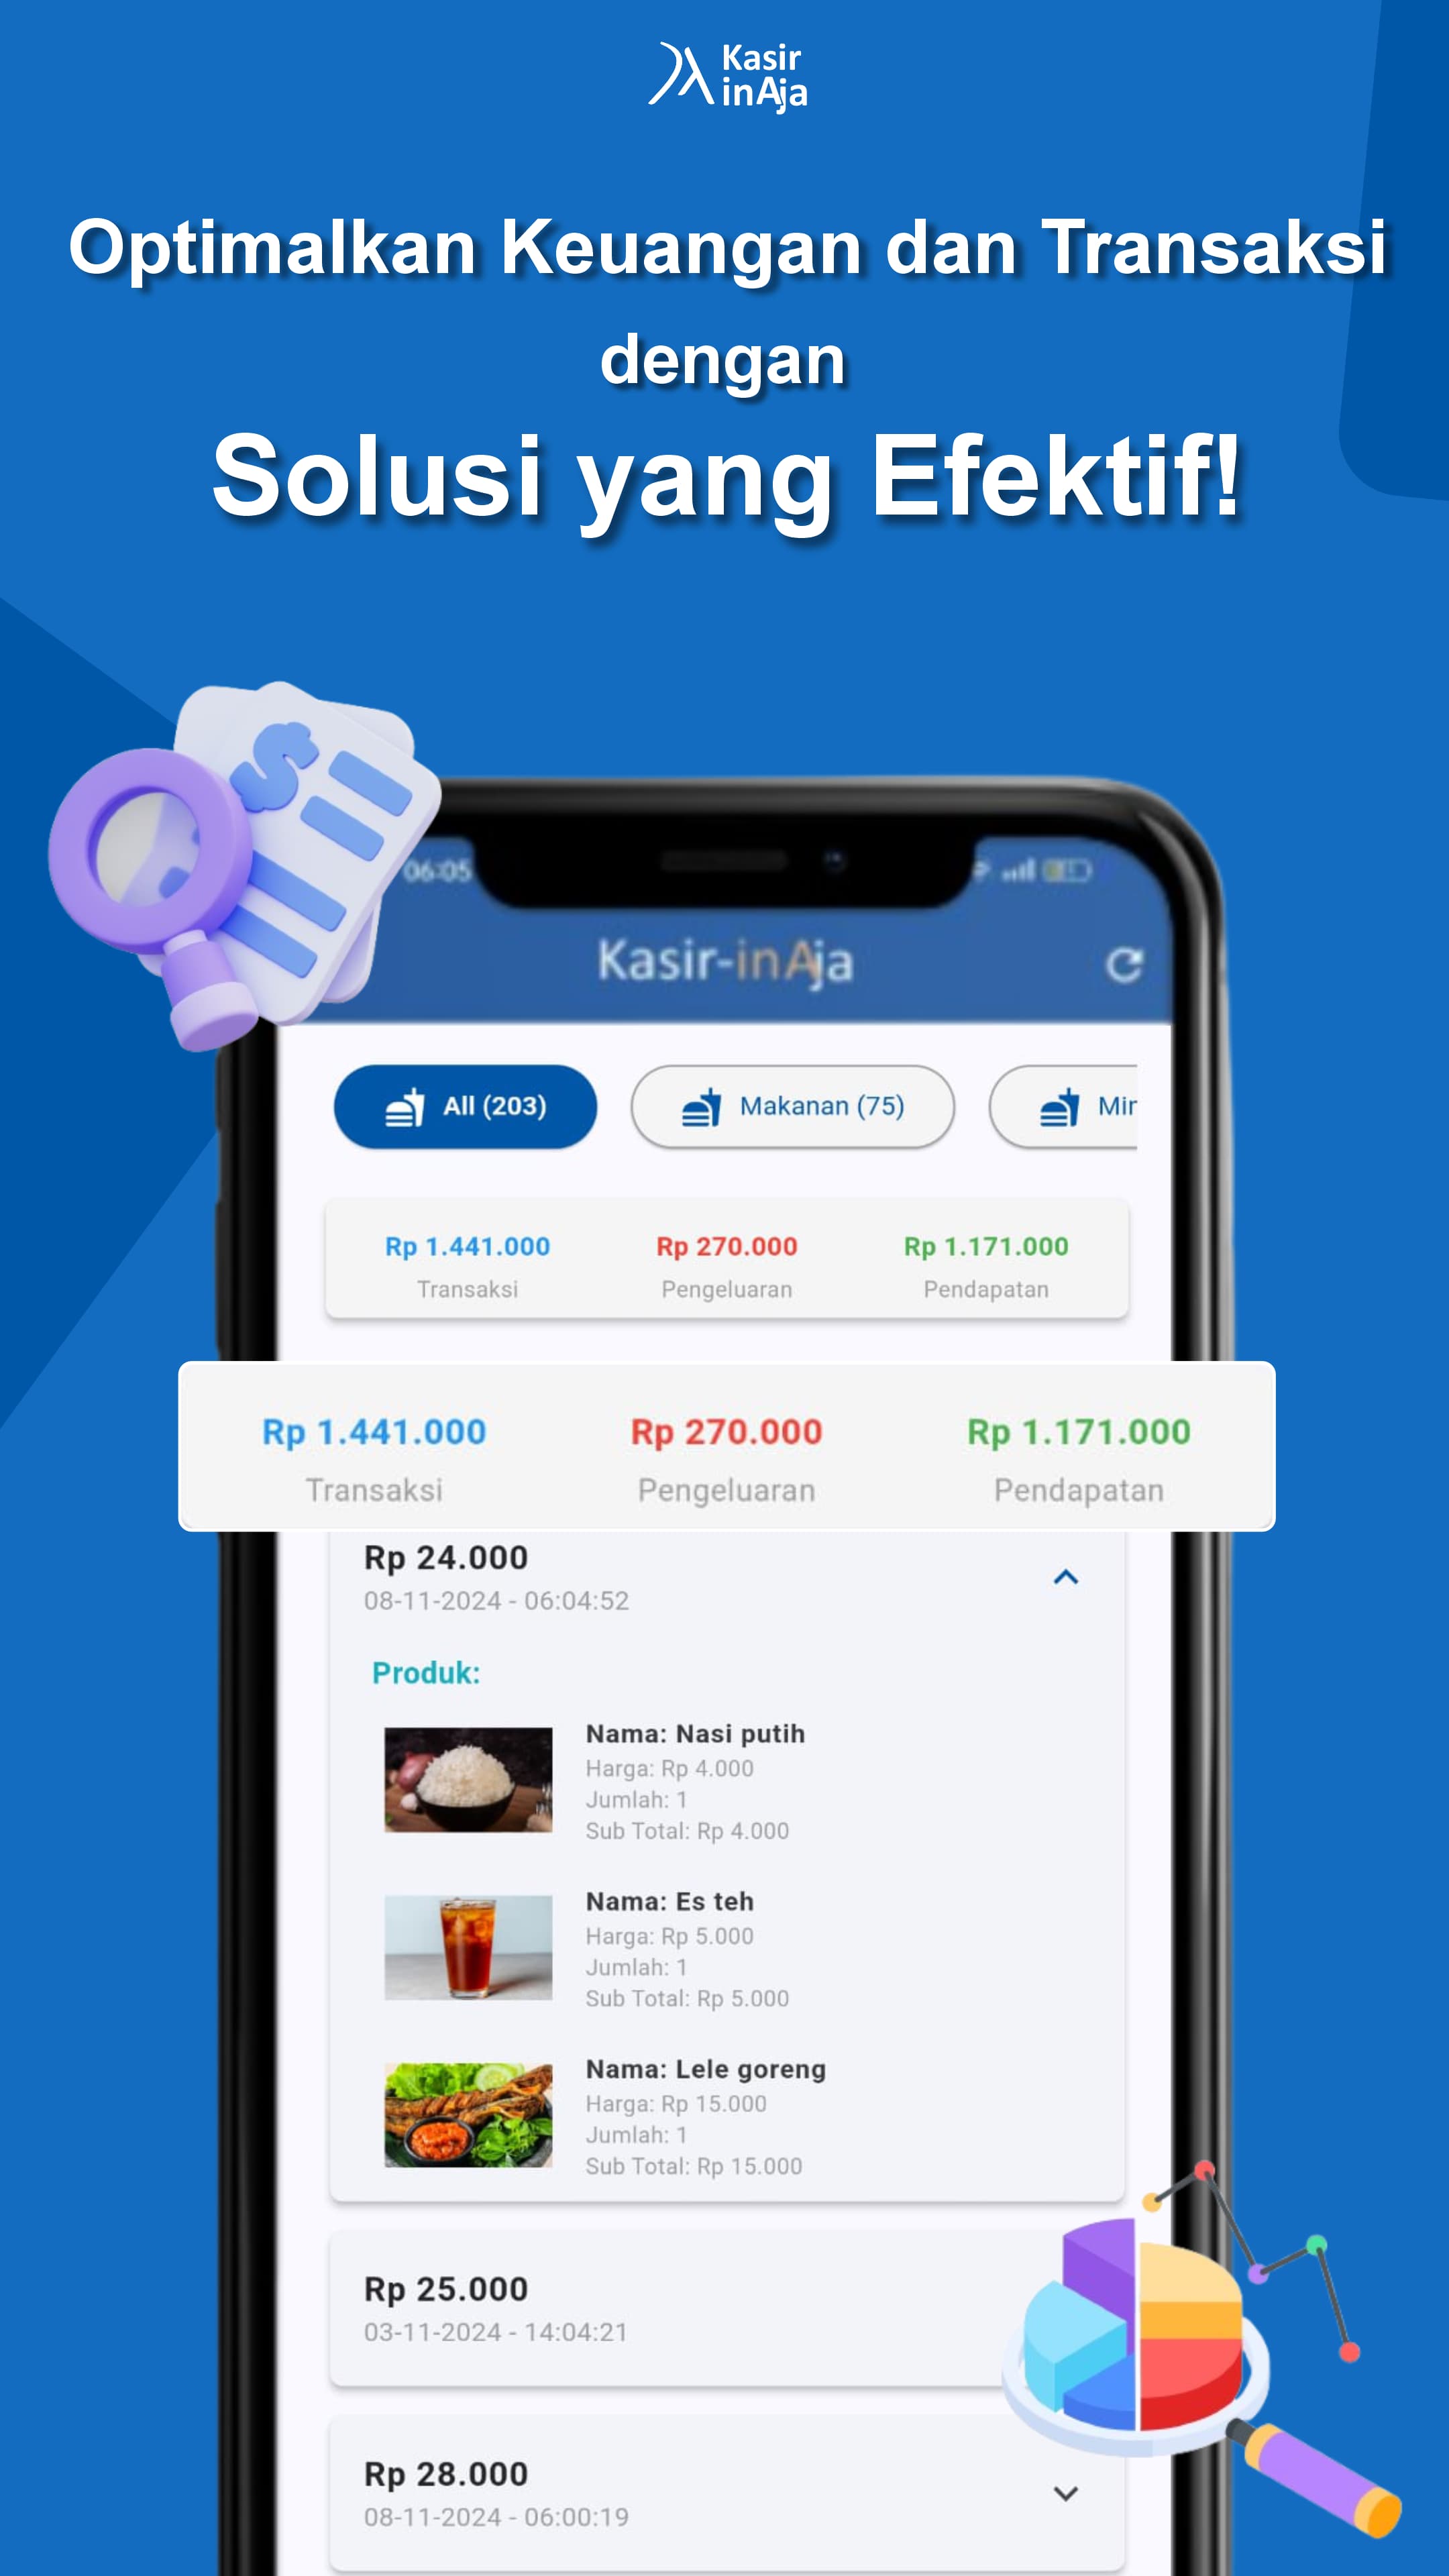 Kasir
inAja
Optimalkan Keuangan dan Transaksi
dengan
Solusi yang Efektif!
06:05
Kasir-inAja
All (203)
Makanan (75)
Rp 1.441.000
Rp 270.000
Rp 1.171.000
Transaksi
Pengeluaran
Pendapatan
Rp 1.441.000
Rp 270.000
Rp 1.171.000
Transaksi
Pengeluaran
Pendapatan
Rp 24.000
08-11-2024 - 06:04:52
Produk:
Nama: Nasi putih
Harga: Rp 4.000
Jumlah: 1
Sub Total: Rp 4.000
Nama: Es teh
Harga: Rp 5.000
Jumlah: 1
Sub Total: Rp 5.000
Nama: Lele goreng
Harga: Rp 15.000
Jumlah: 1
Sub Total: Rp 15.000
Rp 25.000
03-11-2024 - 14:04:21
Rp 28.000
08-11-2024 - 06:00:19